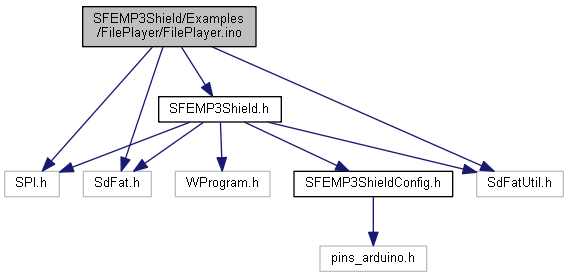 SFEMP3Shield/Examples
/FilePlayer/FilePlayer.ino
SFEMP3Shield.h
SPI.h
SdFat.h
WProgram.h
SFEMP3ShieldConfig.h
SdFatUtil.h
pins_arduino.h